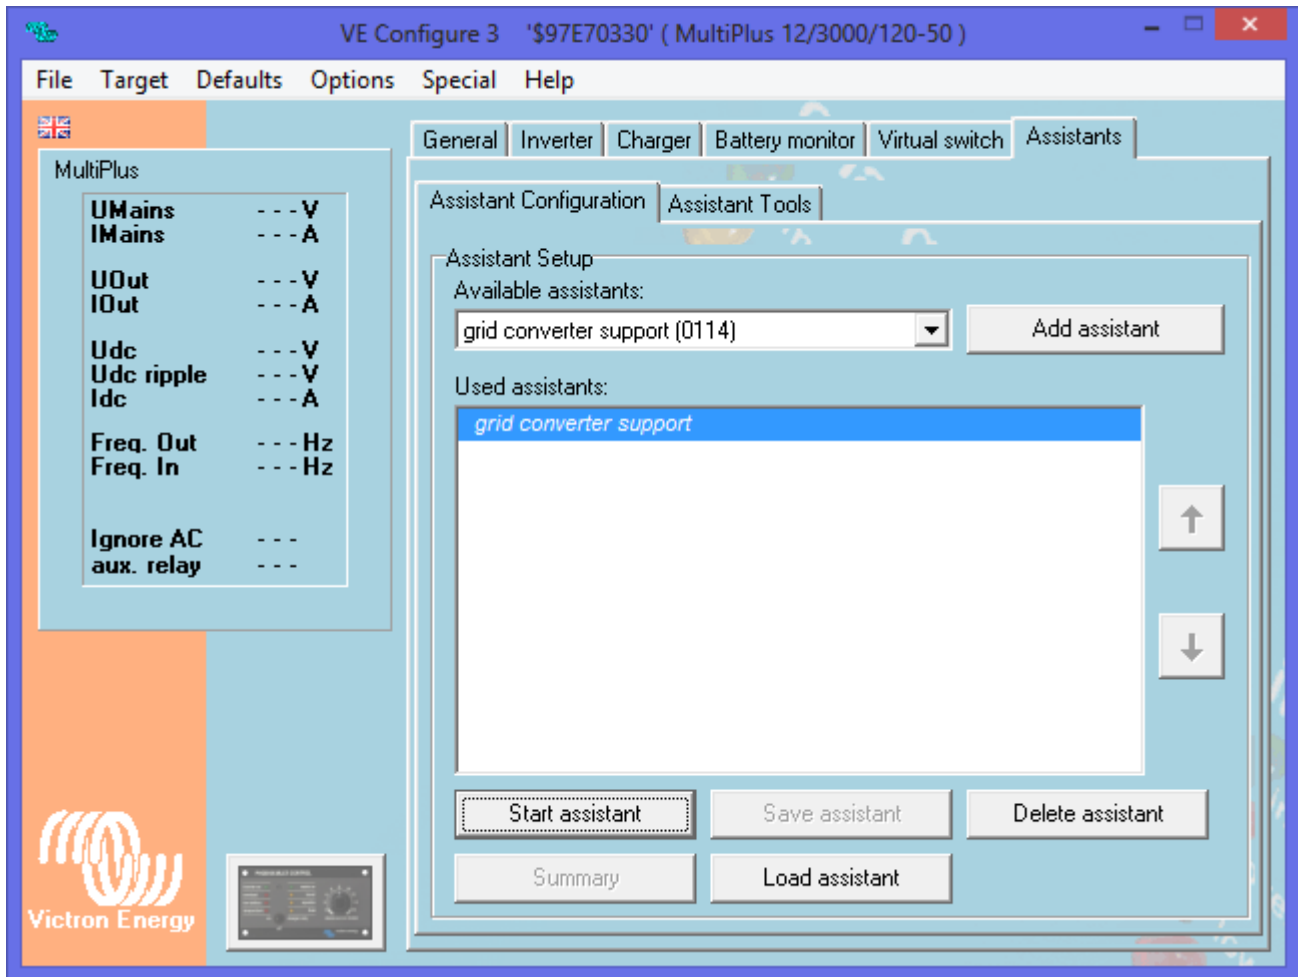 VE Configure 3 '$97E70330' ( MultiPlus 12/3000/120-50 )
File Target Defaults Options Special Help
General Inverter Charger Battery monitor Virtual switch Assistants
MultiPlus
UMains - - - V
IMains - - - A
UOut - - - V
IOut - - - A
Udc - - - V
Udc ripple - - - V
Idc - - - A
Freq. Out - - - Hz
Freq. In - - - Hz
Ignore AC - - -
aux. relay - - -
Assistant Configuration Assistant Tools
Assistant Setup
Available assistants:
grid converter support (0114) Add assistant
Used assistants:
grid converter support
Start assistant Save assistant Delete assistant
Summary Load assistant
Victron Energy